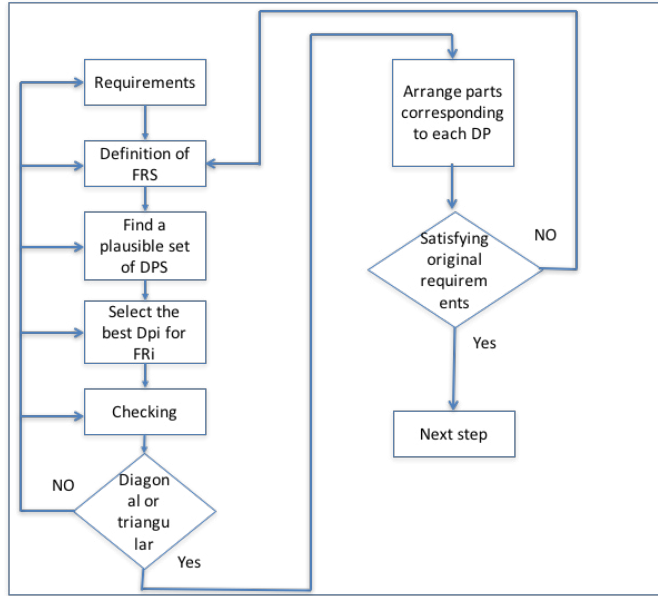 Requirements
Definition of
FRS
Find a
plausible set
of DPS
Select the
best Dpi for
FRi
Checking
NO
Diagon
al or
triangu
lar
Yes
Arrange parts
corresponding
to each DP
NO
Satisfying
original
requirem
ents
Yes
Next step